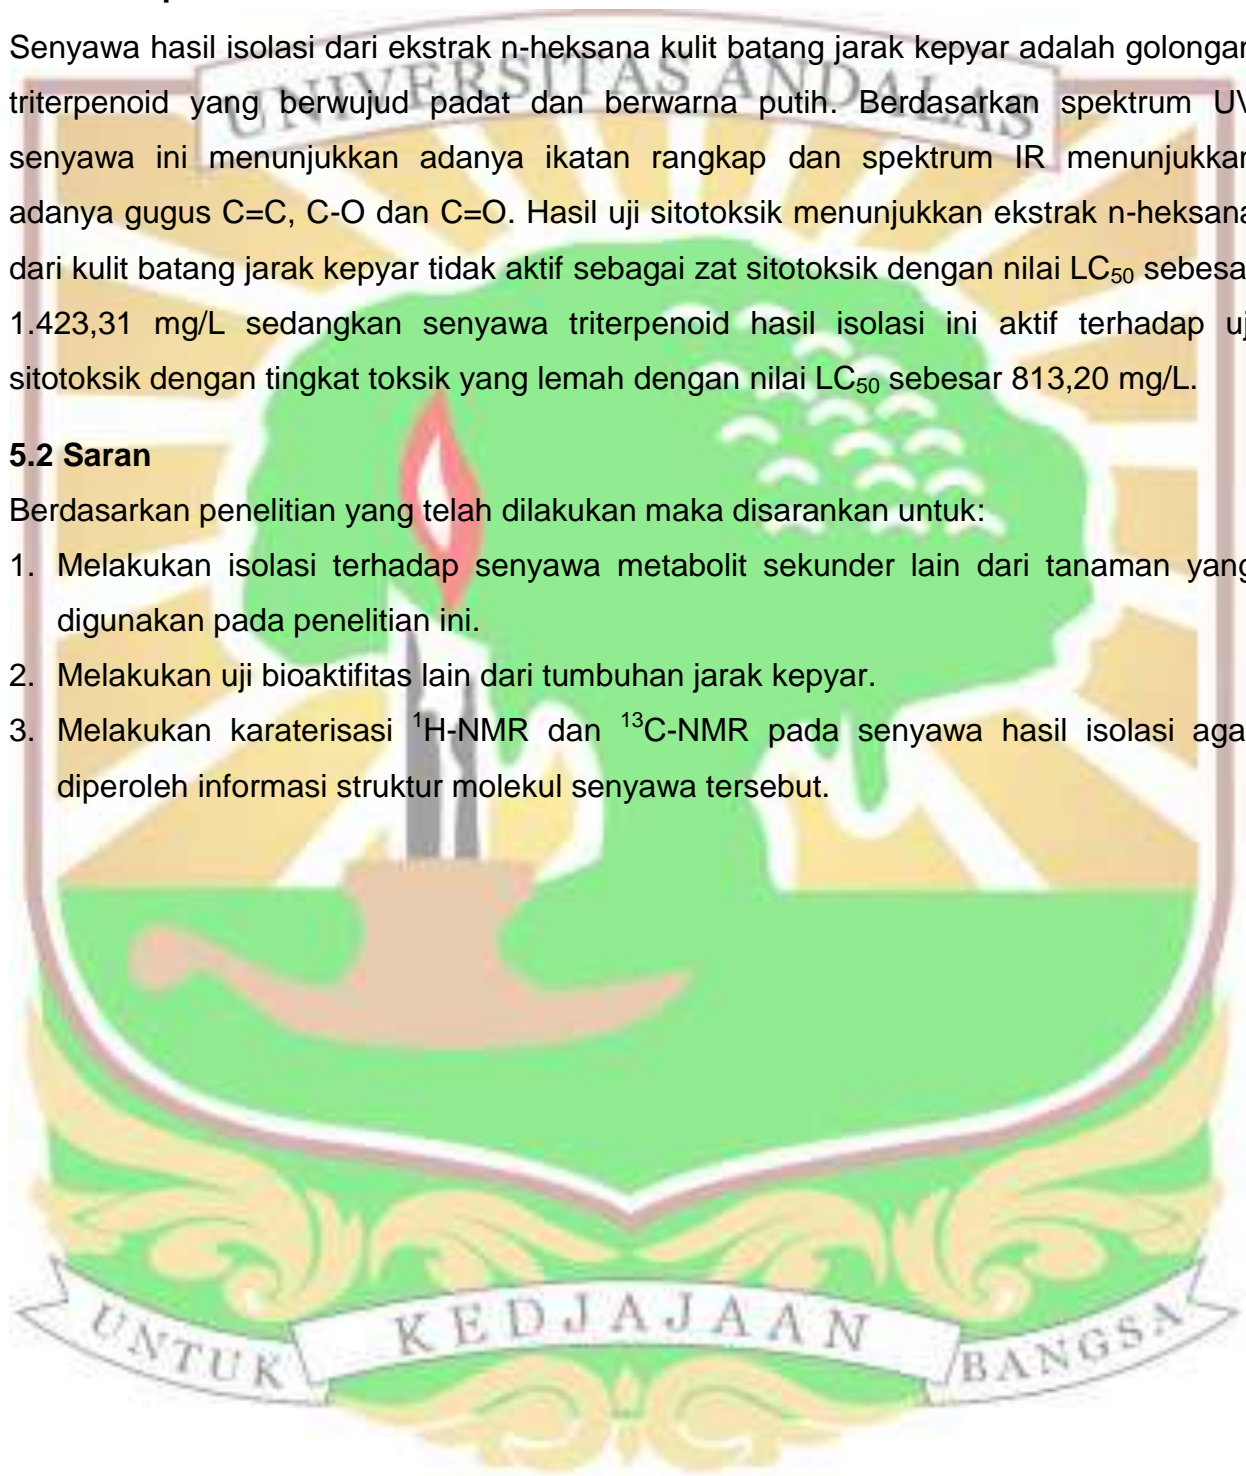 Senyawa hasil isolasi dari ekstrak n-heksana kulit batang jarak kepyar adalah golongan
UNIVERSITAS ANDALAS
triterpenoid yang berwujud padat dan berwarna putih. Berdasarkan spektrum UV
senyawa ini menunjukkan adanya ikatan rangkap dan spektrum IR menunjukkan
adanya gugus C=C, C-O dan C=O. Hasil uji sitotoksik menunjukkan ekstrak n-heksana
dari kulit batang jarak kepyar tidak aktif sebagai zat sitotoksik dengan nilai LC50 sebesa
1.423,31 mg/L sedangkan senyawa triterpenoid hasil isolasi ini aktif terhadap uj
sitotoksik dengan tingkat toksik yang lemah dengan nilai LC50 sebesar 813,20 mg/L.
5.2 Saran
Berdasarkan penelitian yang telah dilakukan maka disarankan untuk:
1. Melakukan isolasi terhadap senyawa metabolit sekunder lain dari tanaman yang
digunakan pada penelitian ini.
2. Melakukan uji bioaktifitas lain dari tumbuhan jarak kepyar.
3. Melakukan karaterisasi 1H-NMR dan 13C-NMR pada senyawa hasil isolasi aga
diperoleh informasi struktur molekul senyawa tersebut.
UNTUK KEDJAJAAN BANGSA